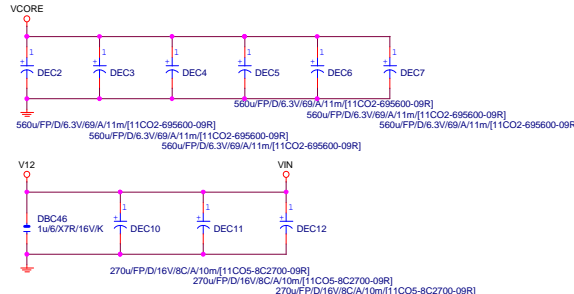 VCORE
1 1 1 1 1 1
+ + + + + +
DEC2 DEC3 DEC4 DEC5 DEC6 DEC7
560u/FP/D/6.3V/69/A/11m/[11CO2-695600-09R]
560u/FP/D/6.3V/69/A/11m/[11CO2-695600-09R]
560u/FP/D/6.3V/69/A/11m/[11CO2-695600-09R]
560u/FP/D/6.3V/69/A/11m/[11CO2-695600-09R]
560u/FP/D/6.3V/69/A/11m/[11CO2-695600-09R]
560u/FP/D/6.3V/69/A/11m/[11CO2-695600-09R]
V12 VIN
1 1 1
+ + +
DBC46 DEC10 DEC11 DEC12
1u/6/X7R/16V/K
270u/FP/D/16V/8C/A/10m/[11CO5-8C2700-09R]
270u/FP/D/16V/8C/A/10m/[11CO5-8C2700-09R]
270u/FP/D/16V/8C/A/10m/[11CO5-8C2700-09R]